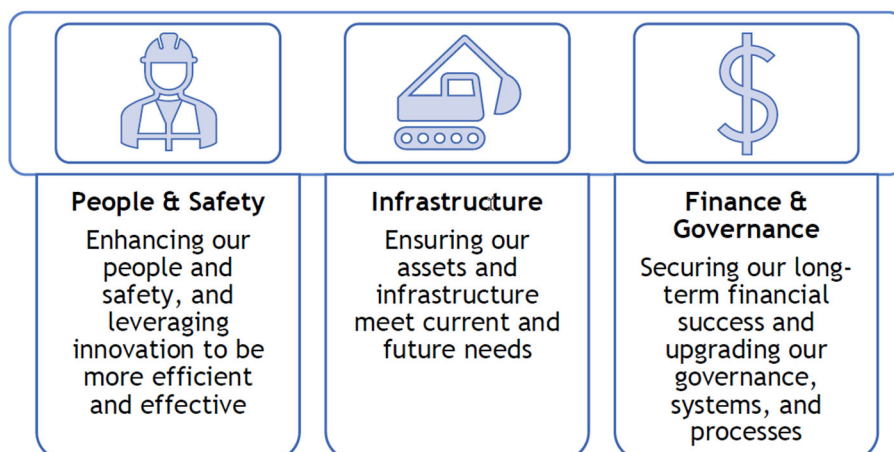 People & Safety
Enhancing our
people and
safety, and
leveraging
innovation to be
more efficient
and effective
Infrastructure
Ensuring our
assets and
infrastructure
meet current and
future needs
Finance &
Governance
Securing our long-
term financial
success and
upgrading our
governance,
systems, and
processes